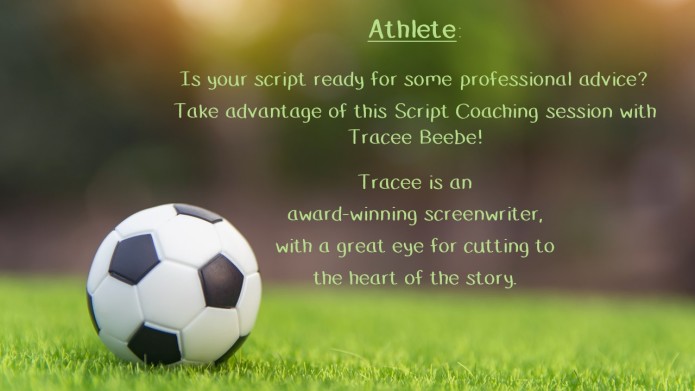 Athlete:
Is your script ready for some professional advice?
Take advantage of this Script Coaching session with
Tracee Beebe!
Tracee is an
award-winning screenwriter,
with a great eye for cutting to
the heart of the story.